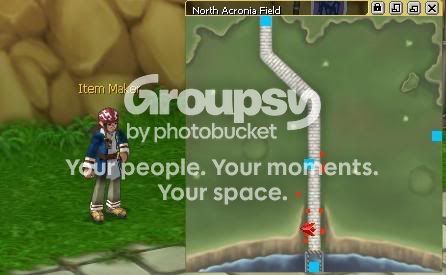 North Acronia Field
Item Maker
Groupsy
by photobucket
Your people. Your moments.
Your space.